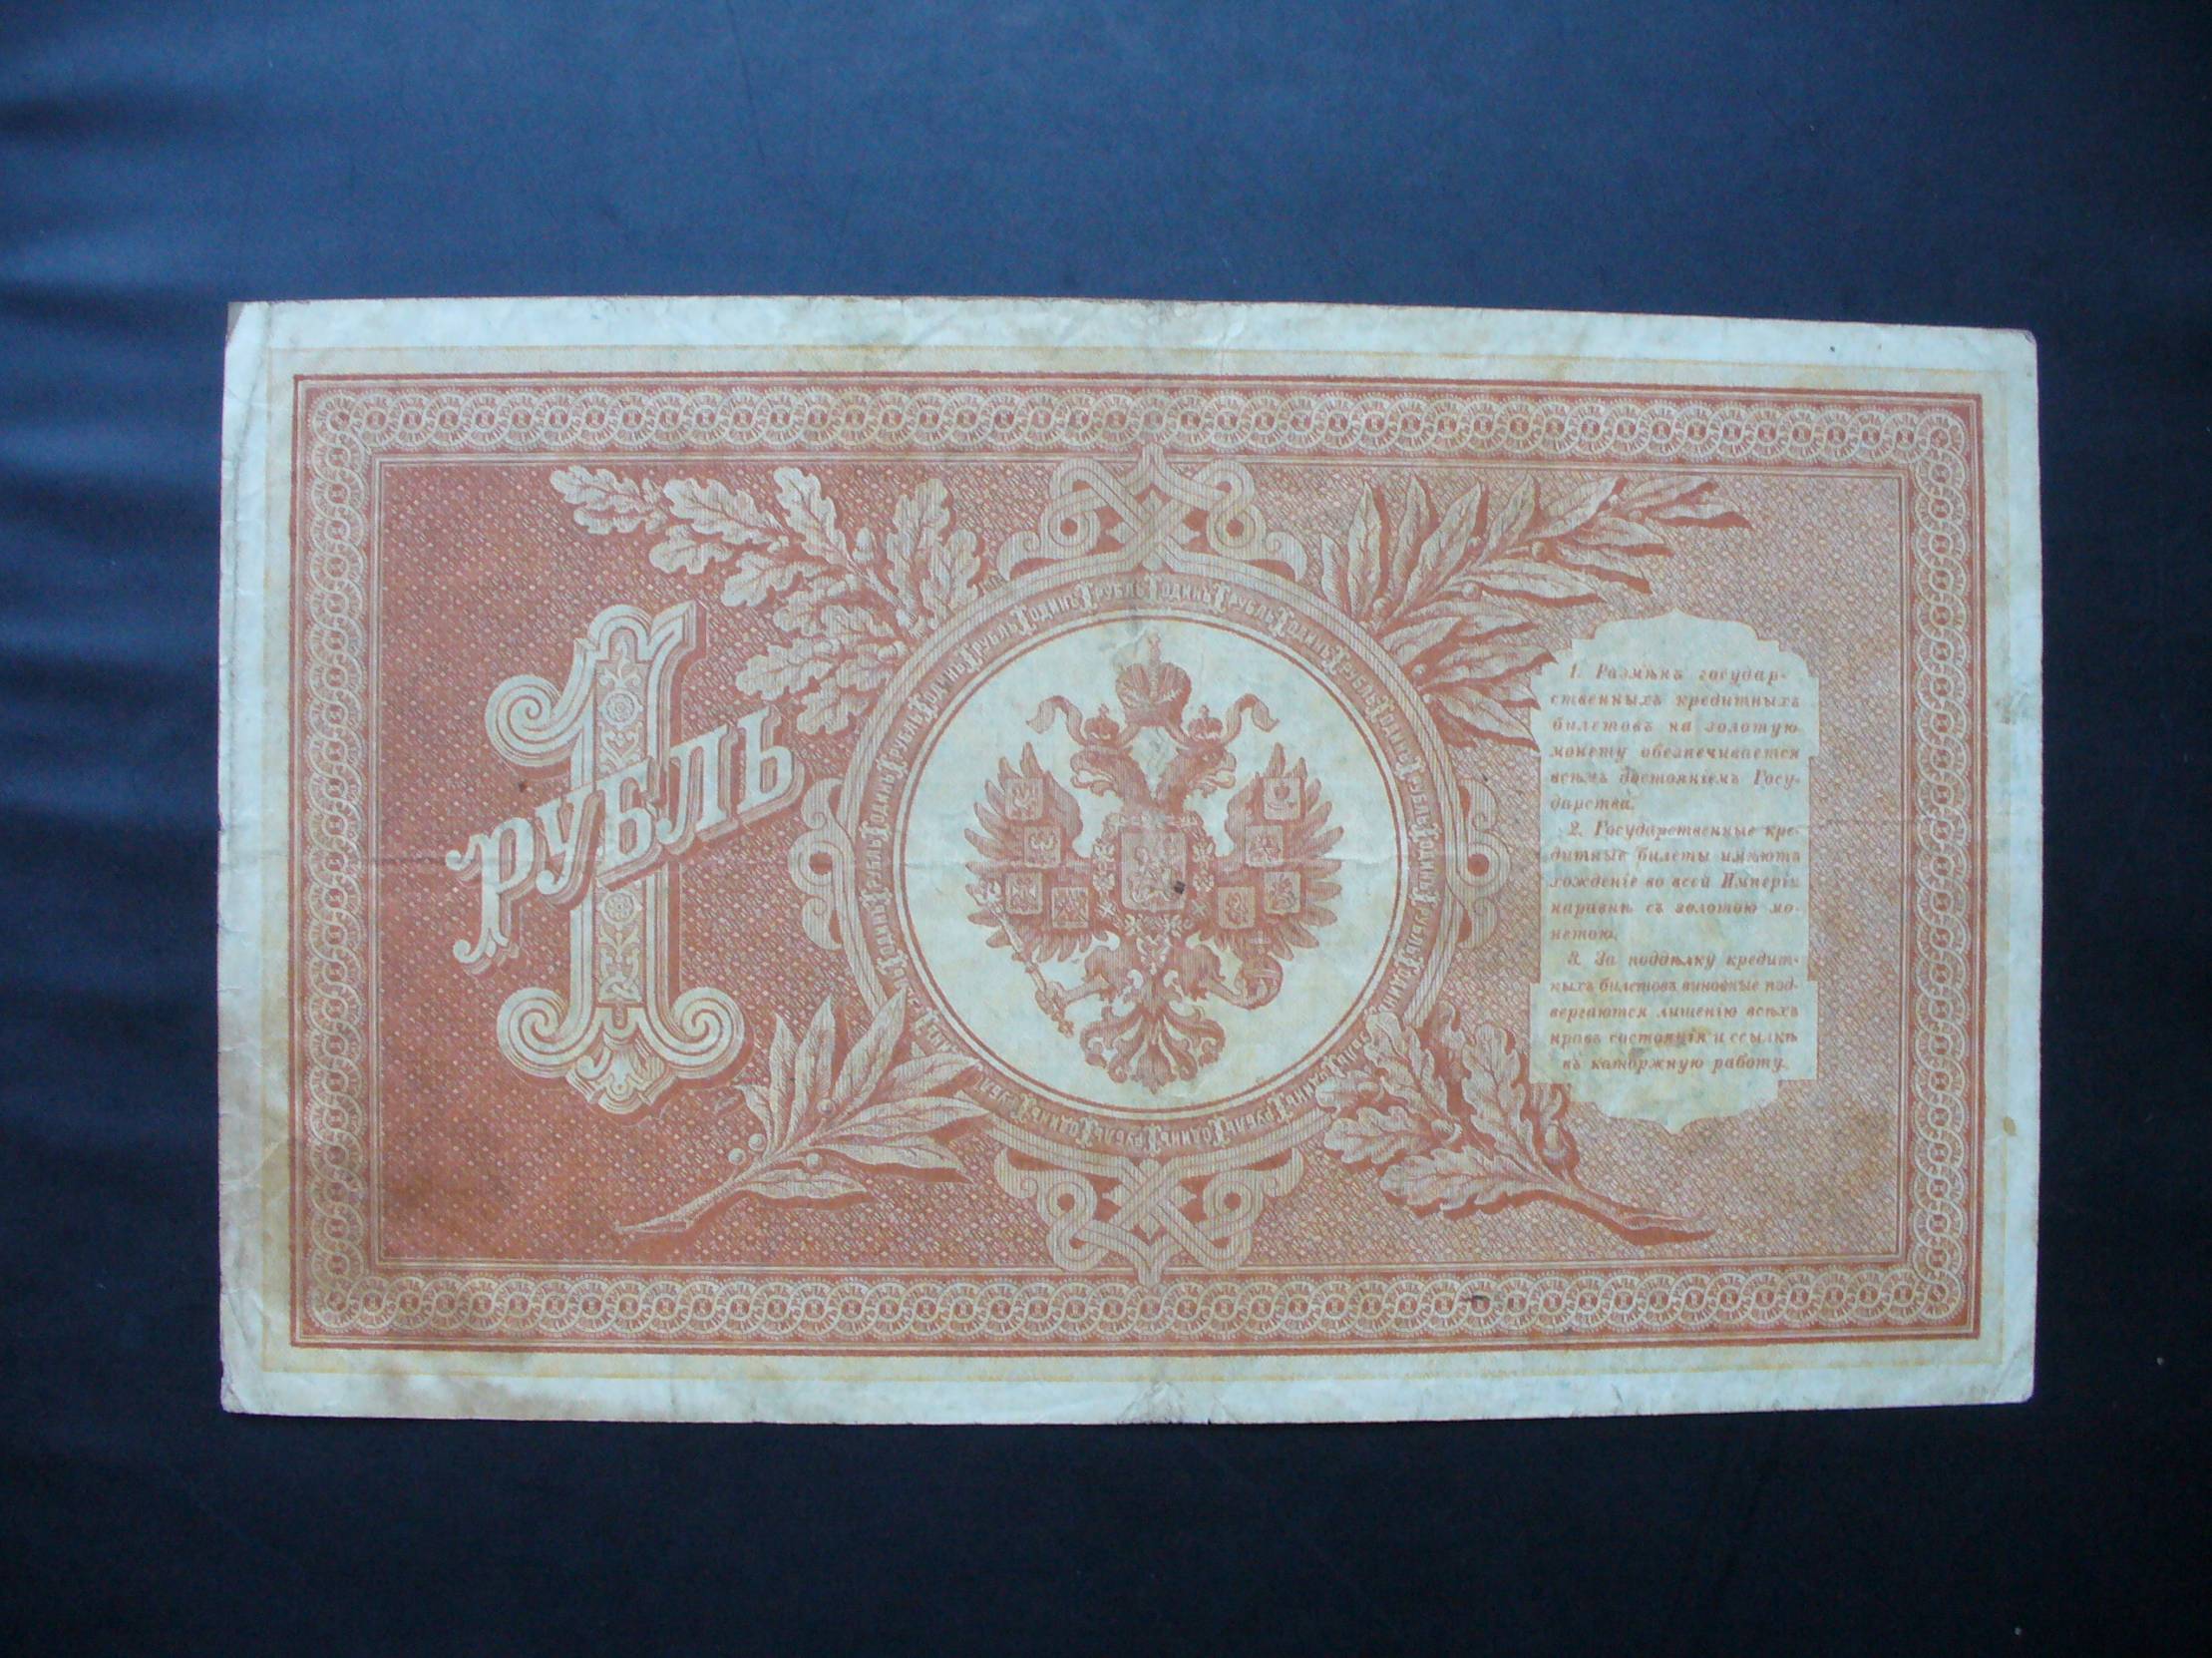 1
рубль
1. Размѣнъ государ-
ственныхъ кредитныхъ
билетовъ на золотую
монету обезпечивается
всѣмъ достояніемъ Госу-
дарства.
2. Государственные кре-
дитные билеты имѣютъ
хожденіе во всей Имперіи
наравнѣ съ золотою мо-
нетою.
3. За поддѣлку кредит-
ныхъ билетовъ виновные под-
вергаются лишенію всѣхъ
правъ состоянія и ссылкѣ
въ каторжную работу.